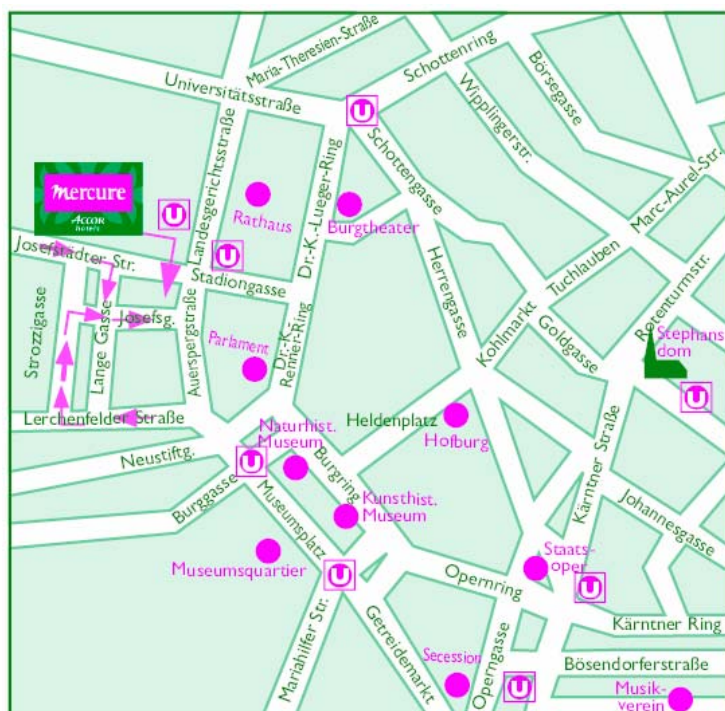 Maria-Theresien-Straße
Schottenring
Börsegasse
Universitätsstraße
Wipplingerstr.
U
Schottengasse
Landesgerichtsstraße
Dr.-K.-Lueger-Ring
Marc-Aurel-Str.
mercure
ACCOR
hotels
U
Rathaus
Burgtheater
Josefstädter Str.
U
Stadiongasse
Herrengasse
Tuchlauben
Rotenturmstr.
Strozzigasse
Lange Gasse
Josefsg.
Auerspergstraße
Parlament
Dr.-K.-
Renner-Ring
Kohlmarkt
Goldgasse
Stephans
dom
U
Lerchenfelder Straße
Heldenplatz
Hofburg
Kärntner Straße
Neustiftg.
Naturhist.
Museum
U
Burgring
Burggasse
Museumsplatz
Kunsthist.
Museum
Johannesgasse
Museumsquartier
U
Opernring
Staats-
oper
U
Mariahilfer Str.
Getreidemarkt
Kärntner Ring
Secession
Operngasse
U
Bösendorferstraße
Musik-
verein